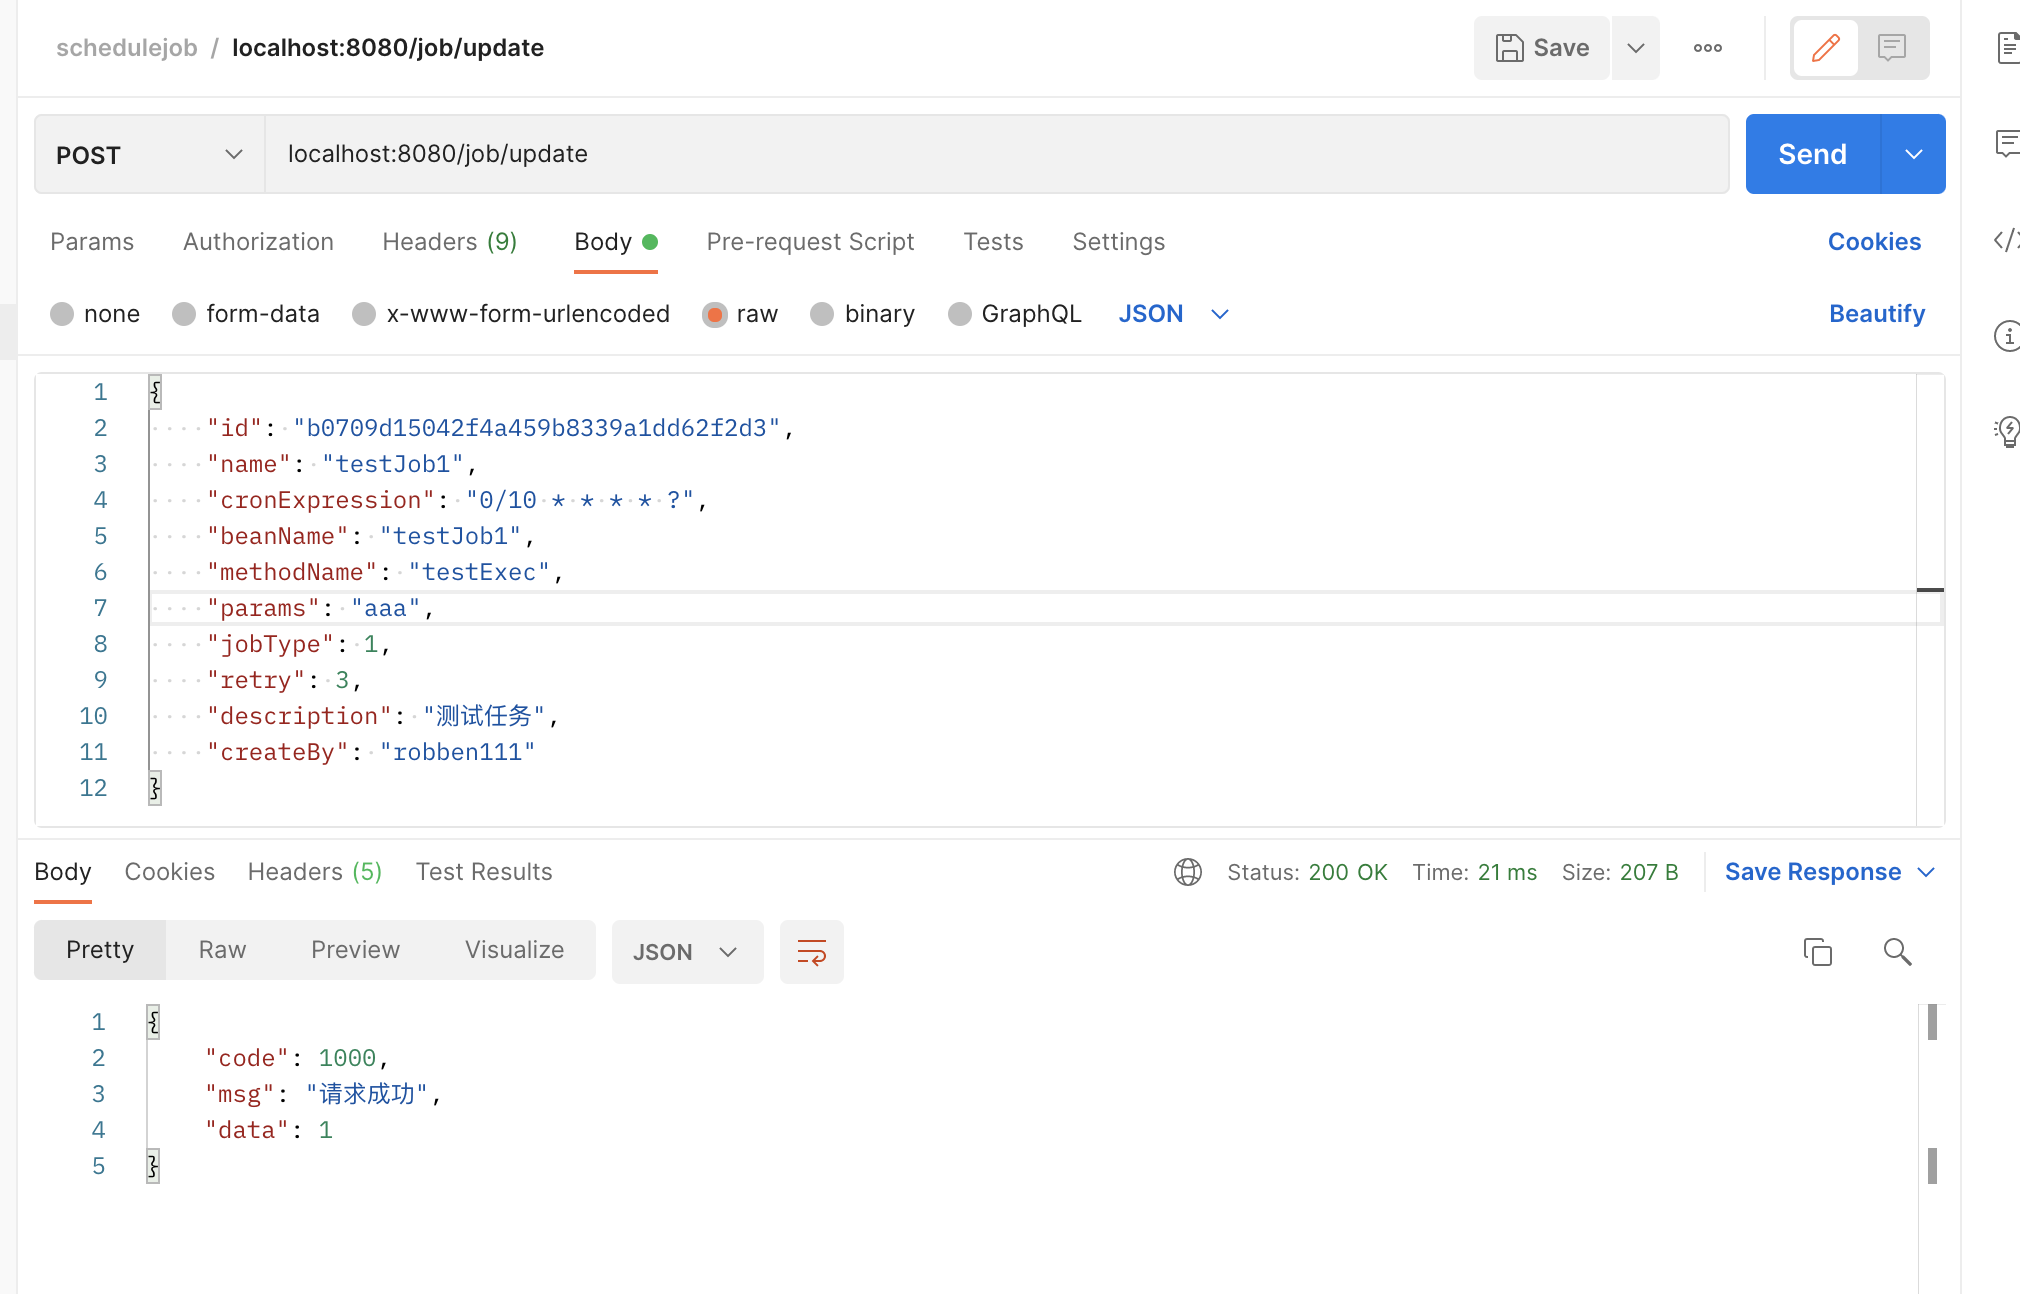 schedulejob / localhost:8080/job/update
Save
POST
localhost:8080/job/update
Send
Params Authorization Headers (9) Body Pre-request Script Tests Settings Cookies
none form-data x-www-form-urlencoded raw binary GraphQL JSON Beautify
1 {
2 "id": "b0709d15042f4a459b8339a1dd62f2d3",
3 "name": "testJob1",
4 "cronExpression": "0/10 * * * * ?",
5 "beanName": "testJob1",
6 "methodName": "testExec",
7 "params": "aaa",
8 "jobType": 1,
9 "retry": 3,
10 "description": "测试任务",
11 "createBy": "robben111"
12 }
Body Cookies Headers (5) Test Results Status: 200 OK Time: 21 ms Size: 207 B Save Response
Pretty Raw Preview Visualize JSON
1 {
2 "code": 1000,
3 "msg": "请求成功",
4 "data": 1
5 }